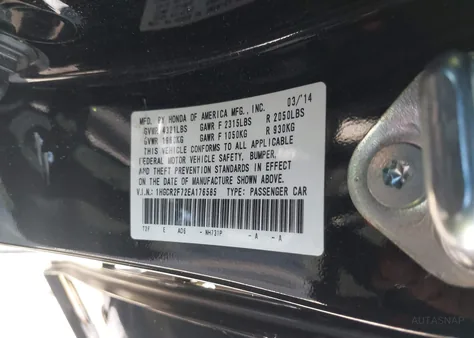 MFD. BY HONDA OF AMERICA MFG., INC. 03/'14
GVWR 4321LBS GAWR F 2315LBS R 2050LBS
GVWR GAWR F 1050KG R 930KG
THIS VEHICLE CONFORMS TO ALL APPLICABLE
FEDERAL MOTOR VEHICLE SAFETY, BUMPER,
AND THEFT PREVENTION STANDARDS IN EFFECT
ON THE DATE OF MANUFACTURE SHOWN ABOVE.
V.I.N.: 1HGCR2F72EA176585 TYPE: PASSENGER CAR
E NH731P -A -A
AUTASNAP